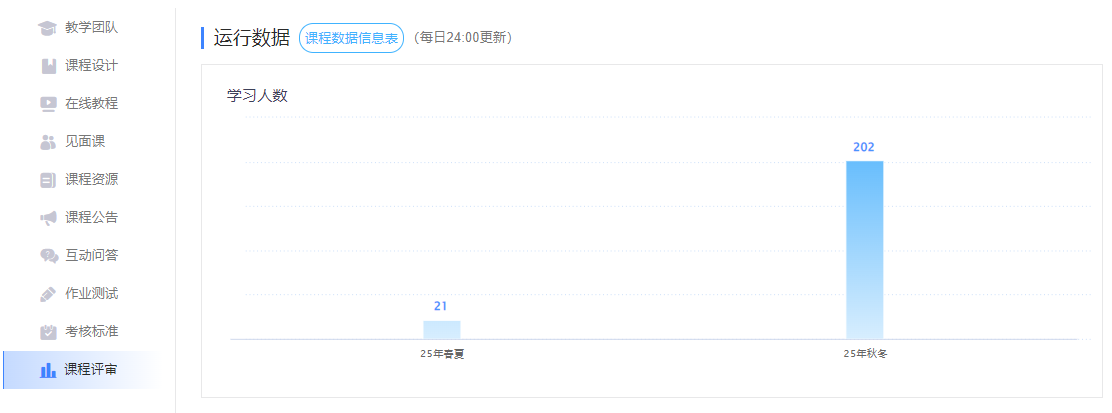 教学团队
课程设计
在线教程
见面课
课程资源
课程公告
互动问答
作业测试
考核标准
课程评审
运行数据 课程数据信息表 （每日24:00更新）
学习人数
21
202
25年春夏
25年秋冬